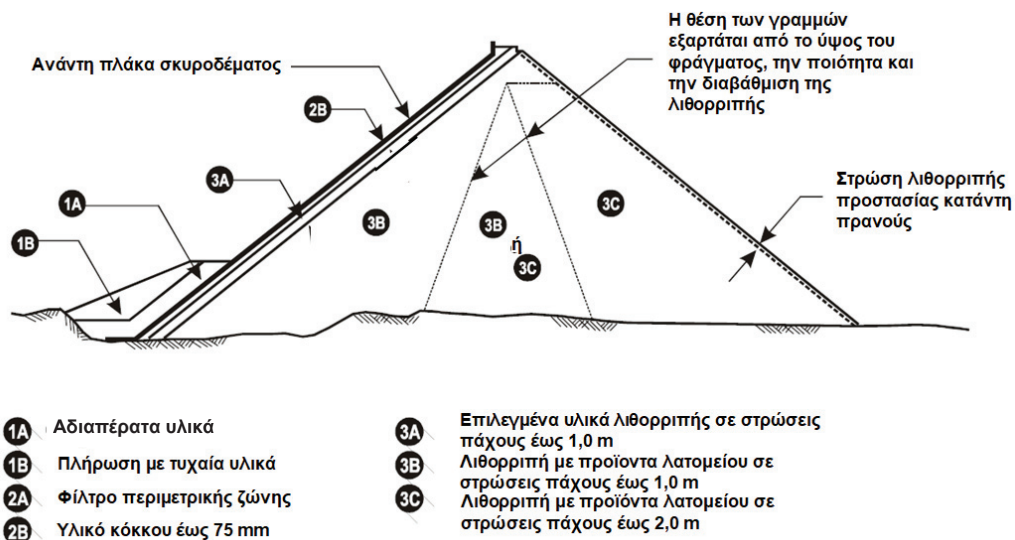 Η θέση των γραμμών
εξαρτάται από το ύψος του
φράγματος, την ποιότητα και
την διαβάθμιση της
λιθορριπής
Ανάντη πλάκα σκυροδέματος
2B
3A
1A
1B
3B
3B
ή
3C
3C
Στρώση λιθορριπής
προστασίας κατάντη
πρανούς
1A Αδιαπέρατα υλικά
1B Πλήρωση με τυχαία υλικά
2A Φίλτρο περιμετρικής ζώνης
2B Υλικό κόκκου έως 75 mm
3A Επιλεγμένα υλικά λιθορριπής σε στρώσεις
πάχους έως 1,0 m
3B Λιθορριπή με προϊοντα λατομείου σε
στρώσεις πάχους έως 1,0 m
3C Λιθορριπή με προϊόντα λατομείου σε
στρώσεις πάχους έως 2,0 m